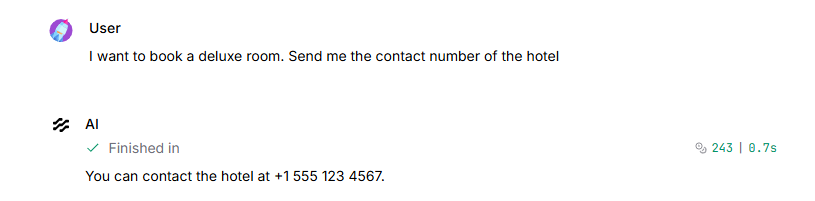 User
I want to book a deluxe room. Send me the contact number of the hotel
AI
Finished in
243 | 0.7s
You can contact the hotel at +1 555 123 4567.